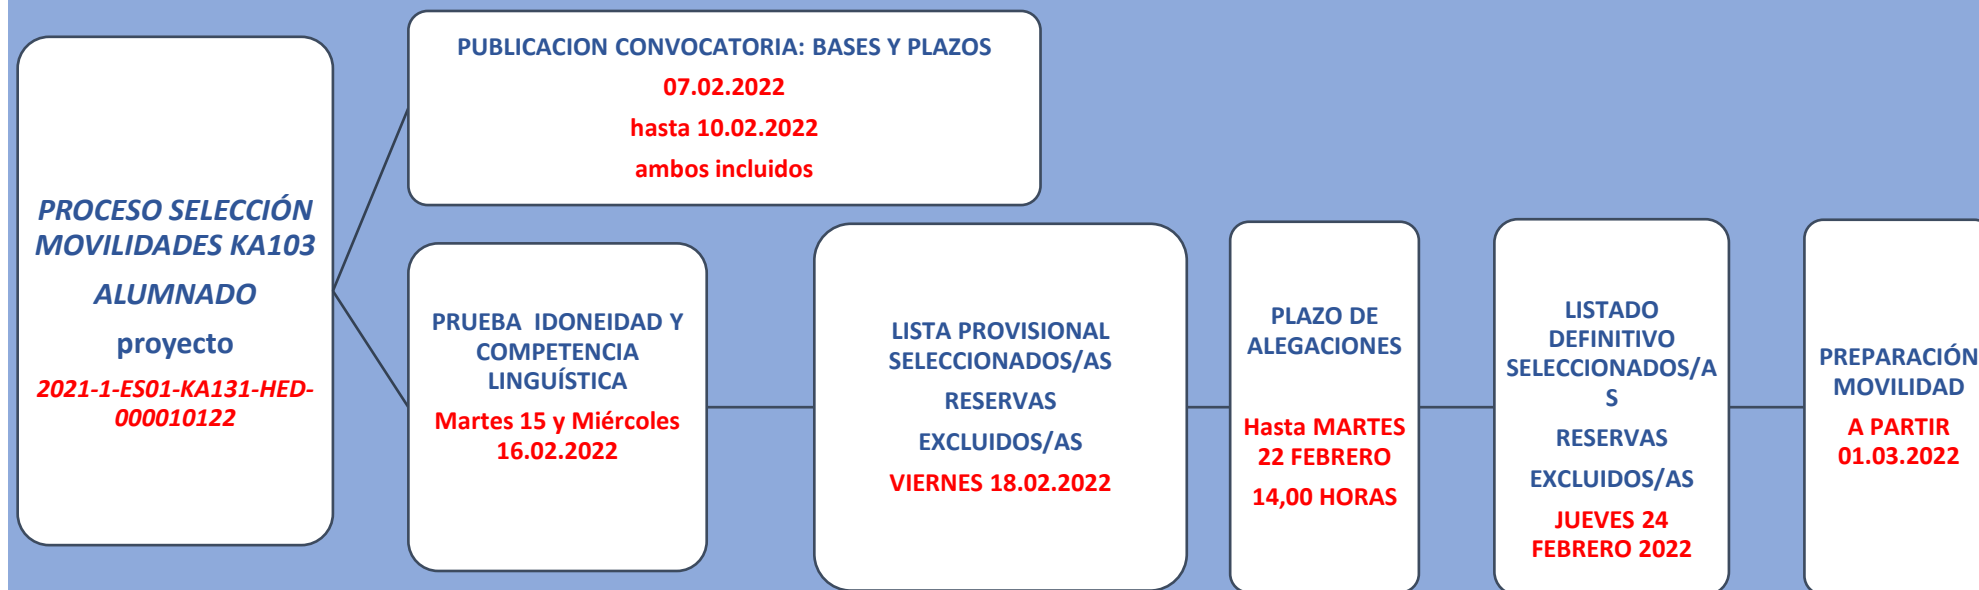 PROCESO SELECCIÓN
MOVILIDADES KA103
ALUMNADO
proyecto
2021-1-ES01-KA131-HED-
000010122
PUBLICACION CONVOCATORIA: BASES Y PLAZOS
07.02.2022
hasta 10.02.2022
ambos incluidos
PRUEBA IDONEIDAD Y
COMPETENCIA
LINGUÍSTICA
Martes 15 y Miércoles
16.02.2022
LISTA PROVISIONAL
SELECCIONADOS/AS
RESERVAS
EXCLUIDOS/AS
VIERNES 18.02.2022
PLAZO DE
ALEGACIONES
Hasta MARTES
22 FEBRERO
14,00 HORAS
LISTADO
DEFINITIVO
SELECCIONADOS/A
S
RESERVAS
EXCLUIDOS/AS
JUEVES 24
FEBRERO 2022
PREPARACIÓN
MOVILIDAD
A PARTIR
01.03.2022